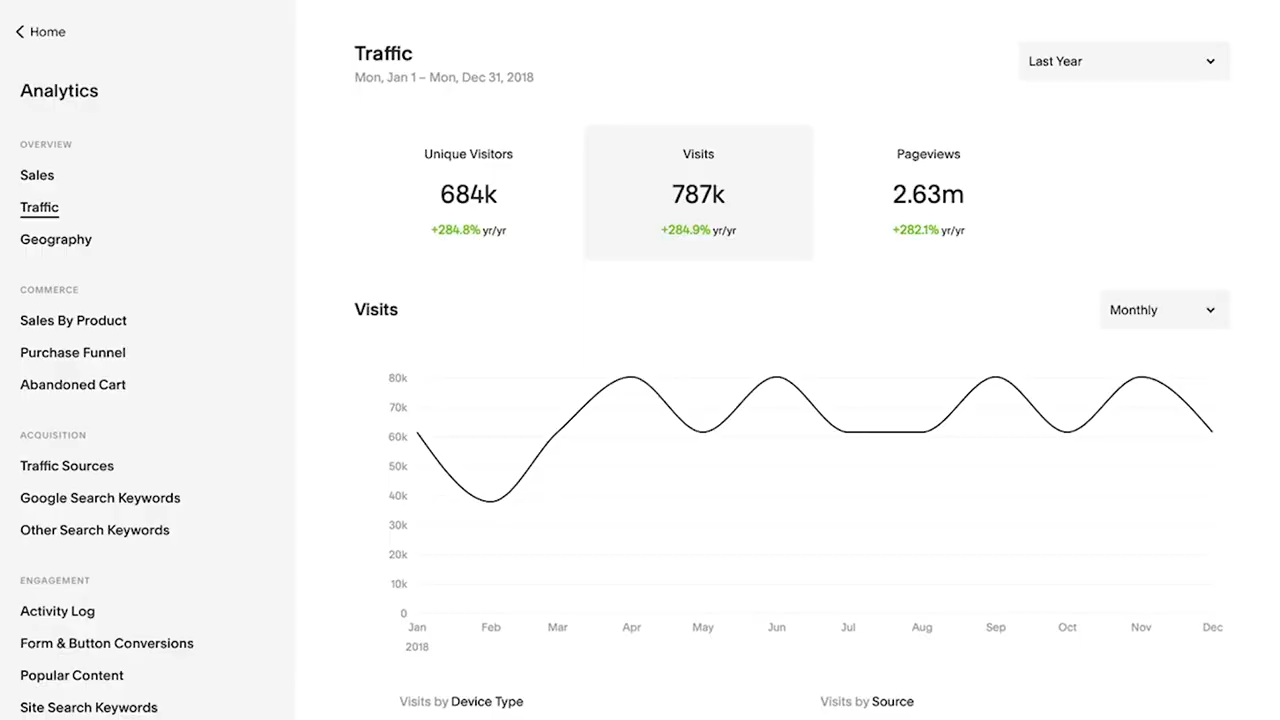 Home
Analytics
OVERVIEW
Sales
Traffic
Geography
COMMERCE
Sales By Product
Purchase Funnel
Abandoned Cart
ACQUISITION
Traffic Sources
Google Search Keywords
Other Search Keywords
ENGAGEMENT
Activity Log
Form & Button Conversions
Popular Content
Site Search Keywords
Traffic
Mon, Jan 1 – Mon, Dec 31, 2018
Last Year
Unique Visitors
684k
+284.8% yr/yr
Visits
787k
+284.9% yr/yr
Pageviews
2.63m
+282.1% yr/yr
Visits
Monthly
80k
70k
60k
50k
40k
30k
20k
10k
0
Jan Feb Mar Apr May Jun Jul Aug Sep Oct Nov Dec
2018
Visits by Device Type
Visits by Source